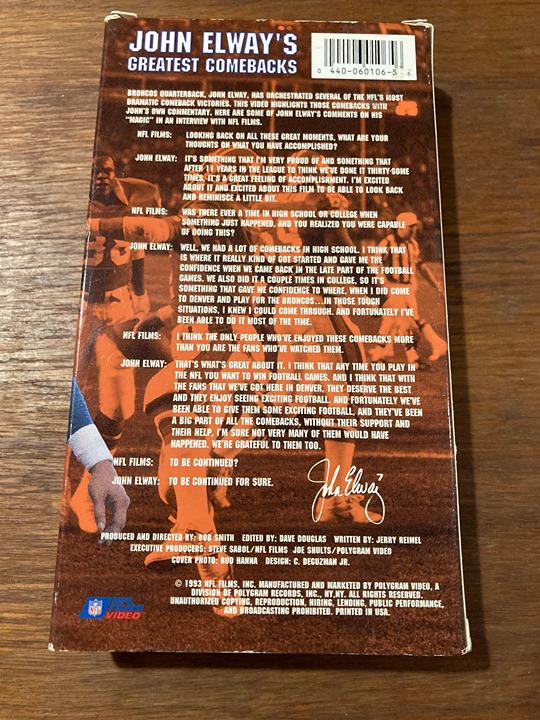 JOHN ELWAY'S
GREATEST COMEBACKS
0 440-060106-5
BRONCOS QUARTERBACK, JOHN ELWAY, HAS ORCHESTRATED SEVERAL OF THE NFL'S MOST
DRAMATIC COMEBACK VICTORIES. THIS VIDEO HIGHLIGHTS THOSE COMEBACKS WITH
JOHN'S OWN COMMENTARY. HERE ARE SOME OF JOHN ELWAY'S COMMENTS ON HIS
"MAGIC" IN AN INTERVIEW WITH NFL FILMS.
NFL FILMS: LOOKING BACK ON ALL THESE GREAT MOMENTS, WHAT ARE YOUR
THOUGHTS ON WHAT YOU HAVE ACCOMPLISHED?
JOHN ELWAY: IT'S SOMETHING THAT I'M VERY PROUD OF AND SOMETHING THAT
AFTER 11 YEARS IN THE LEAGUE TO THINK WE'VE DONE IT THIRTY-SOME
TIMES, IT'S A GREAT FEELING OF ACCOMPLISHMENT. I'M EXCITED
ABOUT IT AND EXCITED ABOUT THIS FILM TO BE ABLE TO LOOK BACK
AND REMINISCE A LITTLE BIT.
NFL FILMS: WAS THERE EVER A TIME IN HIGH SCHOOL OR COLLEGE WHEN
SOMETHING JUST HAPPENED, AND YOU REALIZED YOU WERE CAPABLE
OF DOING THIS?
JOHN ELWAY: WELL, WE HAD A LOT OF COMEBACKS IN HIGH SCHOOL. I THINK THAT
IS WHERE IT REALLY KIND OF GOT STARTED AND GAVE ME THE
CONFIDENCE WHEN WE CAME BACK IN THE LATE PART OF THE FOOTBALL
GAMES. WE ALSO DID IT A COUPLE TIMES IN COLLEGE, SO IT'S
SOMETHING THAT GAVE ME CONFIDENCE TO WHERE, WHEN I DID COME
TO DENVER AND PLAY FOR THE BRONCOS...IN THOSE TOUGH
SITUATIONS, I KNEW I COULD COME THROUGH. AND FORTUNATELY I'VE
BEEN ABLE TO DO IT MOST OF THE TIME.
NFL FILMS: I THINK THE ONLY PEOPLE WHO'VE ENJOYED THESE COMEBACKS MORE
THAN YOU ARE THE FANS WHO'VE WATCHED THEM.
JOHN ELWAY: THAT'S WHAT'S GREAT ABOUT IT. I THINK THAT ANY TIME YOU PLAY IN
THE NFL YOU WANT TO WIN FOOTBALL GAMES. AND I THINK THAT WITH
THE FANS THAT WE'VE GOT HERE IN DENVER, THEY DESERVE THE BEST
AND THEY ENJOY SEEING EXCITING FOOTBALL. AND FORTUNATELY WE'VE
BEEN ABLE TO GIVE THEM SOME EXCITING FOOTBALL, AND THEY'VE BEEN
A BIG PART OF ALL THE COMEBACKS, WITHOUT THEIR SUPPORT AND
THEIR HELP, I'M SURE NOT VERY MANY OF THEM WOULD HAVE
HAPPENED. WE'RE GRATEFUL TO THEM TOO.
NFL FILMS: TO BE CONTINUED?
JOHN ELWAY: TO BE CONTINUED FOR SURE.
John Elway 7
PRODUCED AND DIRECTED BY: BOB SMITH EDITED BY: DAVE DOUGLAS WRITTEN BY: JERRY REIMEL
EXECUTIVE PRODUCERS: STEVE SABOL/NFL FILMS JOE SHULTS/POLYGRAM VIDEO
COVER PHOTO: ROD HANNA DESIGN: C. DEGUZMAN JR.
© 1993 NFL FILMS, INC. MANUFACTURED AND MARKETED BY POLYGRAM VIDEO, A
DIVISION OF POLYGRAM RECORDS, INC., NY,NY. ALL RIGHTS RESERVED.
UNAUTHORIZED COPYING, REPRODUCTION, HIRING, LENDING, PUBLIC PERFORMANCE,
AND BROADCASTING PROHIBITED. PRINTED IN USA.
NFL FILMS
VIDEO